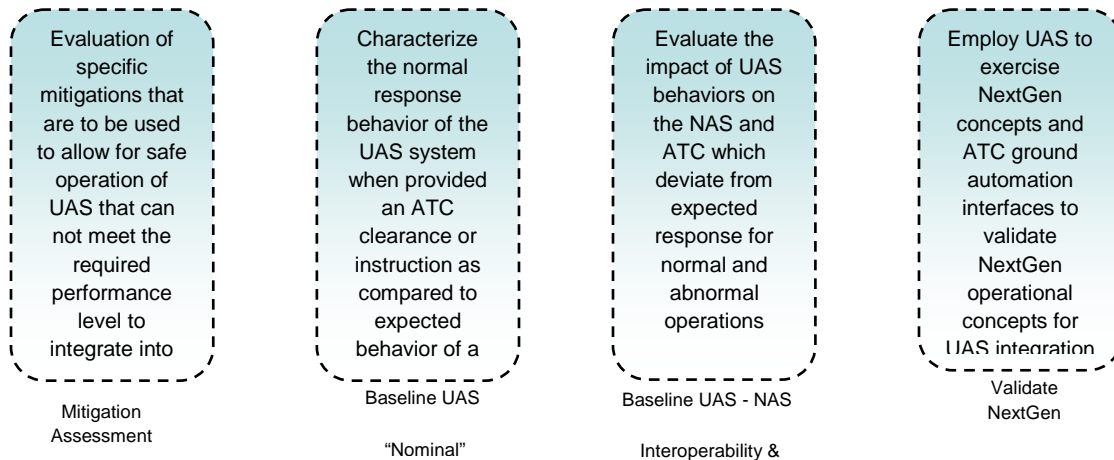 Evaluation of
specific
mitigations that
are to be used
to allow for safe
operation of
UAS that can
not meet the
required
performance
level to
integrate into
Mitigation
Assessment
Characterize
the normal
response
behavior of the
UAS system
when provided
an ATC
clearance or
instruction as
compared to
expected
behavior of a
Baseline UAS
“Nominal”
Evaluate the
impact of UAS
behaviors on
the NAS and
ATC which
deviate from
expected
response for
normal and
abnormal
operations
Baseline UAS - NAS
Interoperability &
Employ UAS to
exercise
NextGen
concepts and
ATC ground
automation
interfaces to
validate
NextGen
operational
concepts for
UAS integration
Validate
NextGen